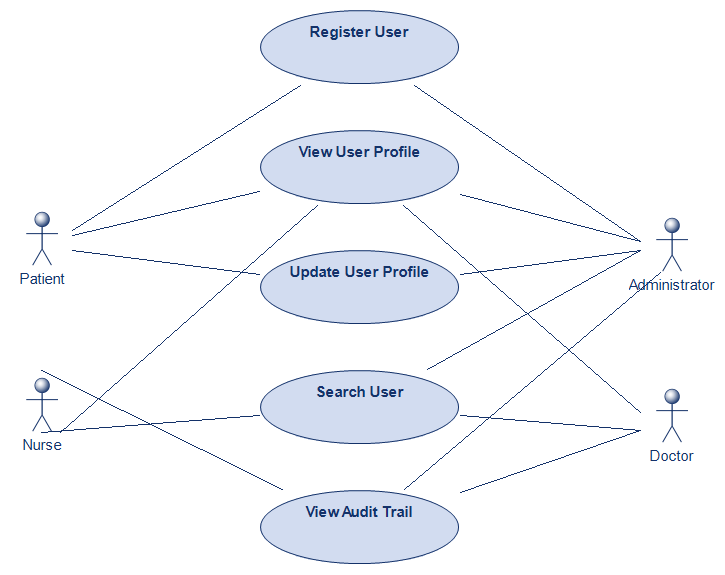 Register User
View User Profile
Patient
Update User Profile
Administrator
Search User
Nurse
Doctor
View Audit Trail